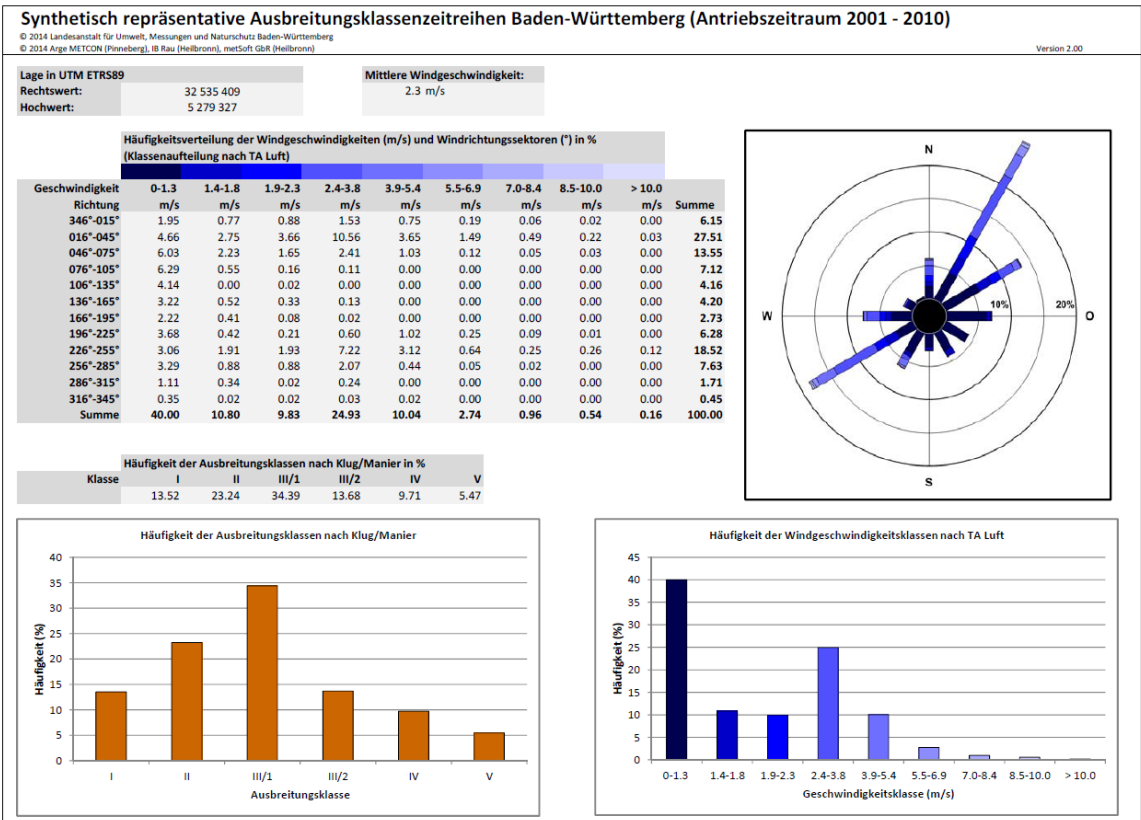 Synthetisch repräsentative Ausbreitungsklassenzeitreihen Baden-Württemberg (Antriebszeitraum 2001 - 2010)
© 2014 Landesanstalt für Umwelt, Messungen und Naturschutz Baden-Württemberg
© 2014 Arge METCON (Pinneberg), IB Rau (Heilbronn), metSoft GbR (Heilbronn) Version 2.00
Lage in UTM ETRS89 Mittlere Windgeschwindigkeit:
Rechtswert: 32 535 409 2.3 m/s
Hochwert: 5 279 327
Häufigkeitsverteilung der Windgeschwindigkeiten (m/s) und Windrichtungssektoren (°) in %
(Klassenaufteilung nach TA Luft)
Geschwindigkeit 0-1.3 1.4-1.8 1.9-2.3 2.4-3.8 3.9-5.4 5.5-6.9 7.0-8.4 8.5-10.0 > 10.0
Richtung m/s m/s m/s m/s m/s m/s m/s m/s m/s Summe
346°-015° 1.95 0.77 0.88 1.53 0.75 0.19 0.06 0.02 0.00 6.15
016°-045° 4.66 2.75 3.66 10.56 3.65 1.49 0.49 0.22 0.03 27.51
046°-075° 6.03 2.23 1.65 2.41 1.03 0.12 0.05 0.03 0.00 13.55
076°-105° 6.29 0.55 0.16 0.11 0.00 0.00 0.00 0.00 0.00 7.12
106°-135° 4.14 0.00 0.02 0.00 0.00 0.00 0.00 0.00 0.00 4.16
136°-165° 3.22 0.52 0.33 0.13 0.00 0.00 0.00 0.00 0.00 4.20
166°-195° 2.22 0.41 0.08 0.02 0.00 0.00 0.00 0.00 0.00 2.73
196°-225° 3.68 0.42 0.21 0.60 1.02 0.25 0.09 0.01 0.00 6.28
226°-255° 3.06 1.91 1.93 7.22 3.12 0.64 0.25 0.26 0.12 18.52
256°-285° 3.29 0.88 0.88 2.07 0.44 0.05 0.02 0.00 0.00 7.63
286°-315° 1.11 0.34 0.02 0.24 0.00 0.00 0.00 0.00 0.00 1.71
316°-345° 0.35 0.02 0.02 0.03 0.02 0.00 0.00 0.00 0.00 0.45
Summe 40.00 10.80 9.83 24.93 10.04 2.74 0.96 0.54 0.16 100.00
N
10% 20%
W O
S
Häufigkeit der Ausbreitungsklassen nach Klug/Manier in %
Klasse I II III/1 III/2 IV V
13.52 23.24 34.39 13.68 9.71 5.47
Häufigkeit der Ausbreitungsklassen nach Klug/Manier
Häufigkeit (%)
40
35
30
25
20
15
10
5
0
I II III/1 III/2 IV V
Ausbreitungsklasse
Häufigkeit der Windgeschwindigkeitsklassen nach TA Luft
Häufigkeit (%)
45
40
35
30
25
20
15
10
5
0
0-1.3 1.4-1.8 1.9-2.3 2.4-3.8 3.9-5.4 5.5-6.9 7.0-8.4 8.5-10.0 > 10.0
Geschwindigkeitsklasse (m/s)